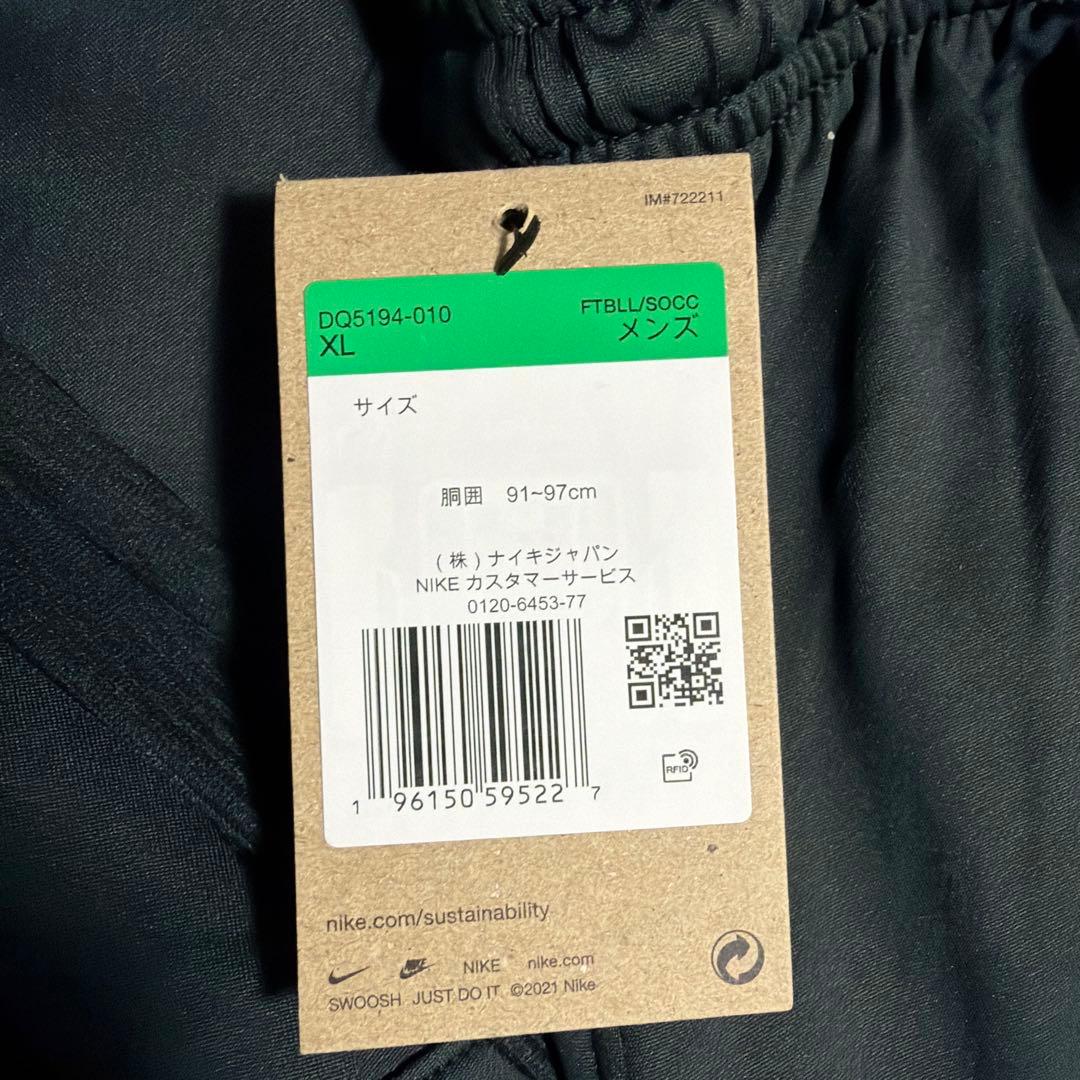 IM#722211
DQ5194-010
XL
FTBLL/SOCC
メンズ
サイズ
胴囲　91~97cm
(株)ナイキジャパン
NIKE カスタマーサービス
0120-6453-77
1 96150 59522 7
RFID
nike.com/sustainability
NIKE nike.com
SWOOSH JUST DO IT ©2021 Nike